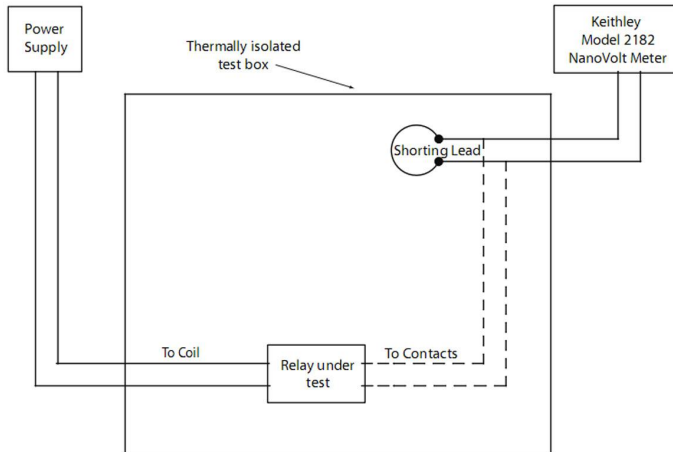 Power
Supply
Thermally isolated
test box
Keithley
Model 2182
NanoVolt Meter
Shorting Lead
To Coil
Relay under
test
To Contacts